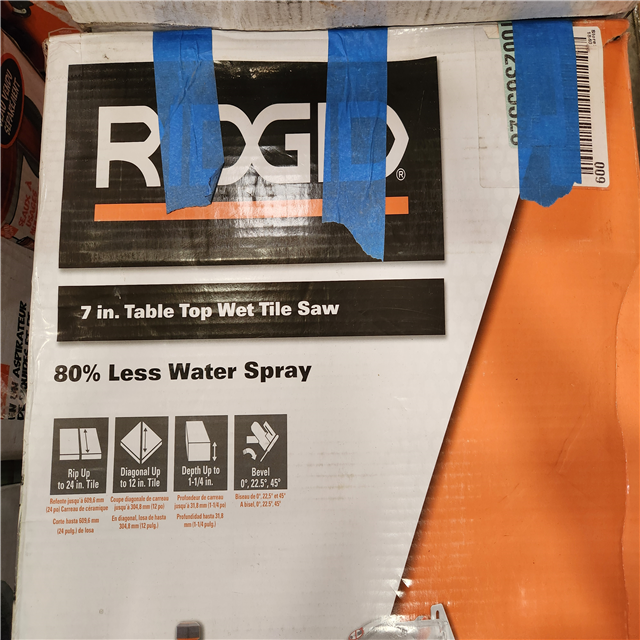 RIDGID®
7 in. Table Top Wet Tile Saw
80% Less Water Spray
Rip Up
to 24 in. Tile
Diagonal Up
to 12 in. Tile
Depth Up to
1-1/4 in.
Bevel
0°, 22.5°, 45°
Refente jusqu'à 609,6 mm
(24 po) Carreau de céramique
Corte hasta 609,6 mm
(24 pulg.) de losa
Coupe diagonale de carreau
jusqu'à 304,8 mm (12 po)
En diagonal, losa de hasta
304,8 mm (12 pulg.)
Profondeur de carreau
jusqu'à 31,8 mm (1-1/4 po)
Profundidad hasta 31,8
mm (1-1/4 pulg.)
Biseau de 0°, 22,5° et 45°
A bisel, 0°, 22.5°, 45°
600
UN ASPIRATEUR